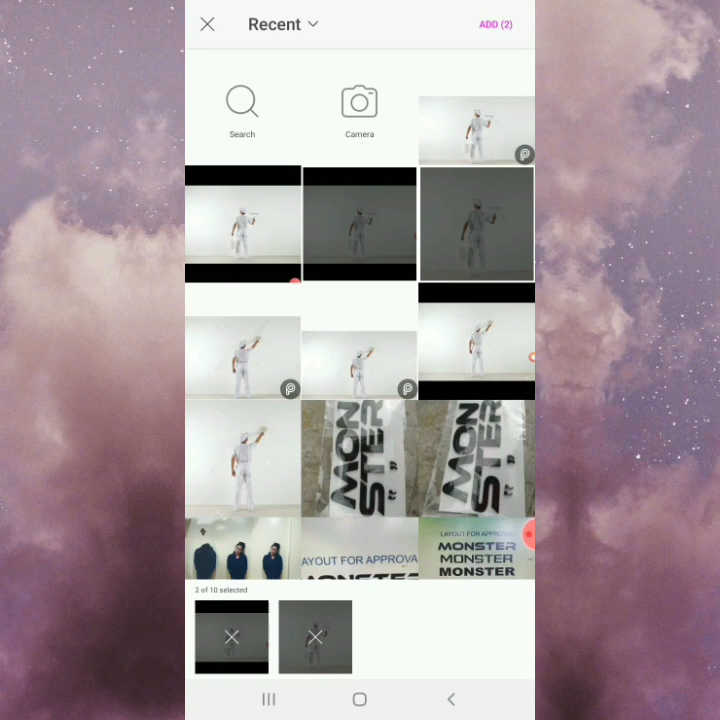 Recent
ADD (2)
Search
Camera
MON
STER
" "
MON
STER
" "
AYOUT FOR APPROVA
MONSTER
LAYOUT FOR APPROVAL
MONSTER
MONSTER
MONSTER
2 of 10 selected